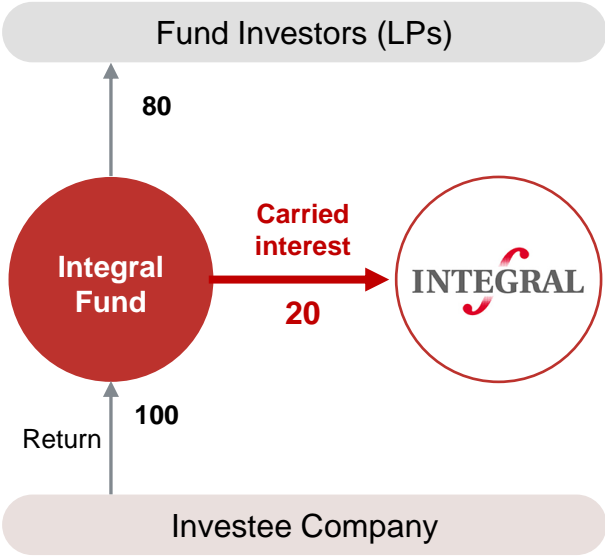 Fund Investors (LPs)
80
Carried
interest
Integral
Fund
INTEGRAL
20
100
Return
Investee Company